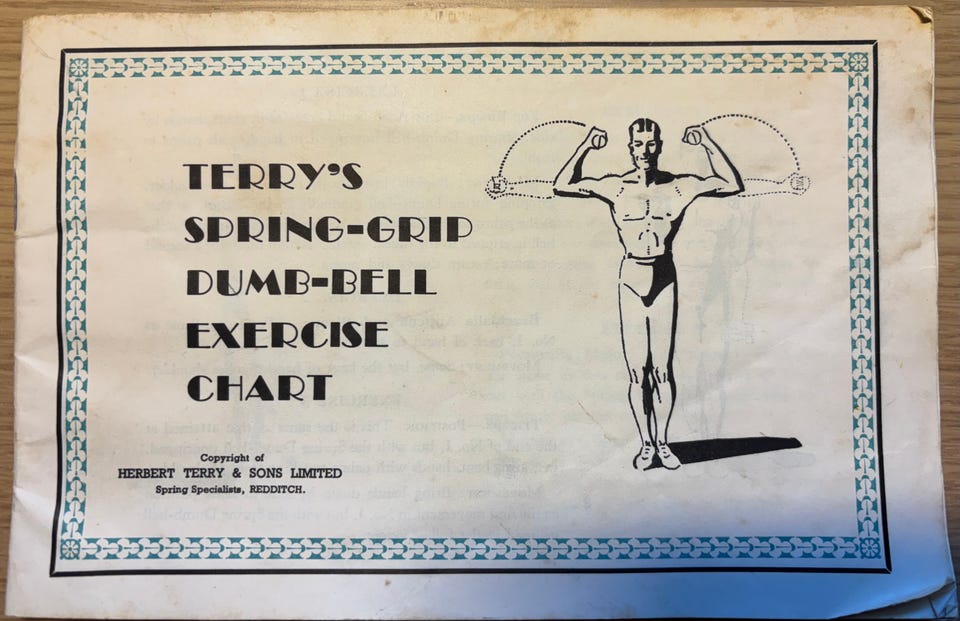 TERRY'S
SPRING-GRIP
DUMB-BELL
EXERCISE
CHART
Copyright of
HERBERT TERRY & SONS LIMITED
Spring Specialists, REDDITCH.